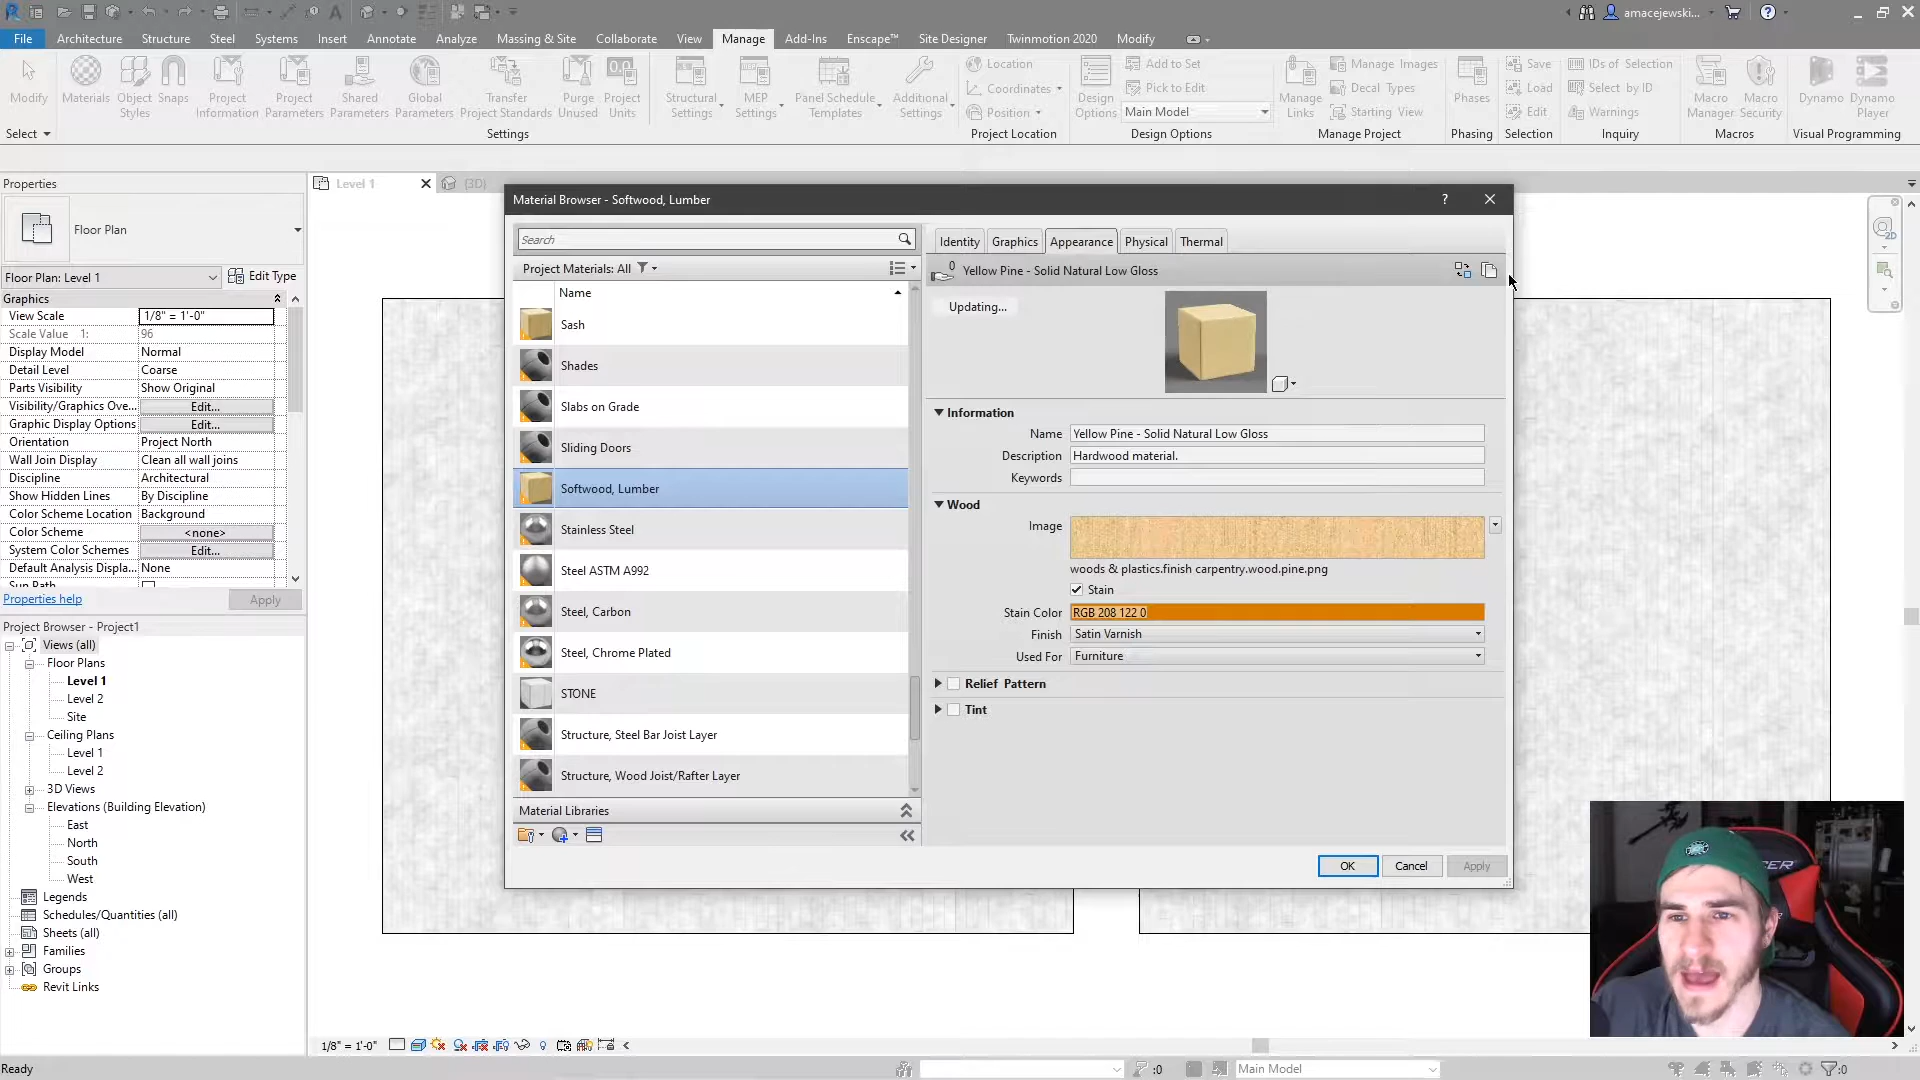 amacejewski...
File Architecture Structure Steel Systems Insert Annotate Analyze Massing & Site Collaborate View Manage Add-Ins Enscape™ Site Designer Twinmotion 2020 Modify
Modify
Materials
Object Styles
Snaps
Project Information
Project Parameters
Shared Parameters
Global Parameters
Transfer Project Standards
Purge Unused
Project Units
Structural Settings
MEP Settings
Panel Schedule Templates
Additional Settings
Location
Coordinates
Position
Design Options
Add to Set
Pick to Edit
Main Model
Manage Links
Manage Images
Decal Types
Starting View
Phases
Save
Load
Edit
IDs of Selection
Select by ID
Warnings
Macro Manager
Macro Security
Dynamo
Dynamo Player
Select Settings Project Location Design Options Manage Project Phasing Selection Inquiry Macros Visual Programming
Properties
Floor Plan
Floor Plan: Level 1 Edit Type
Graphics
View Scale 1/8" = 1'-0"
Scale Value 1: 96
Display Model Normal
Detail Level Coarse
Parts Visibility Show Original
Visibility/Graphics Ove... Edit...
Graphic Display Options Edit...
Orientation Project North
Wall Join Display Clean all wall joins
Discipline Architectural
Show Hidden Lines By Discipline
Color Scheme Location Background
Color Scheme <none>
System Color Schemes Edit...
Default Analysis Displa... None
Sun Path
Properties help Apply
Project Browser - Project1
Views (all)
Floor Plans
Level 1
Level 2
Site
Ceiling Plans
Level 1
Level 2
3D Views
Elevations (Building Elevation)
East
North
South
West
Legends
Schedules/Quantities (all)
Sheets (all)
Families
Groups
Revit Links
Level 1 {3D}
Material Browser - Softwood, Lumber
Search
Project Materials: All
Name
Sash
Shades
Slabs on Grade
Sliding Doors
Softwood, Lumber
Stainless Steel
Steel ASTM A992
Steel, Carbon
Steel, Chrome Plated
STONE
Structure, Steel Bar Joist Layer
Structure, Wood Joist/Rafter Layer
Material Libraries
Identity Graphics Appearance Physical Thermal
0 Yellow Pine - Solid Natural Low Gloss
Updating...
Information
Name Yellow Pine - Solid Natural Low Gloss
Description Hardwood material.
Keywords
Wood
Image
woods & plastics.finish carpentry.wood.pine.png
Stain
Stain Color RGB 208 122 0
Finish Satin Varnish
Used For Furniture
Relief Pattern
Tint
OK Cancel Apply
1/8" = 1'-0"
Ready :0 Main Model :0